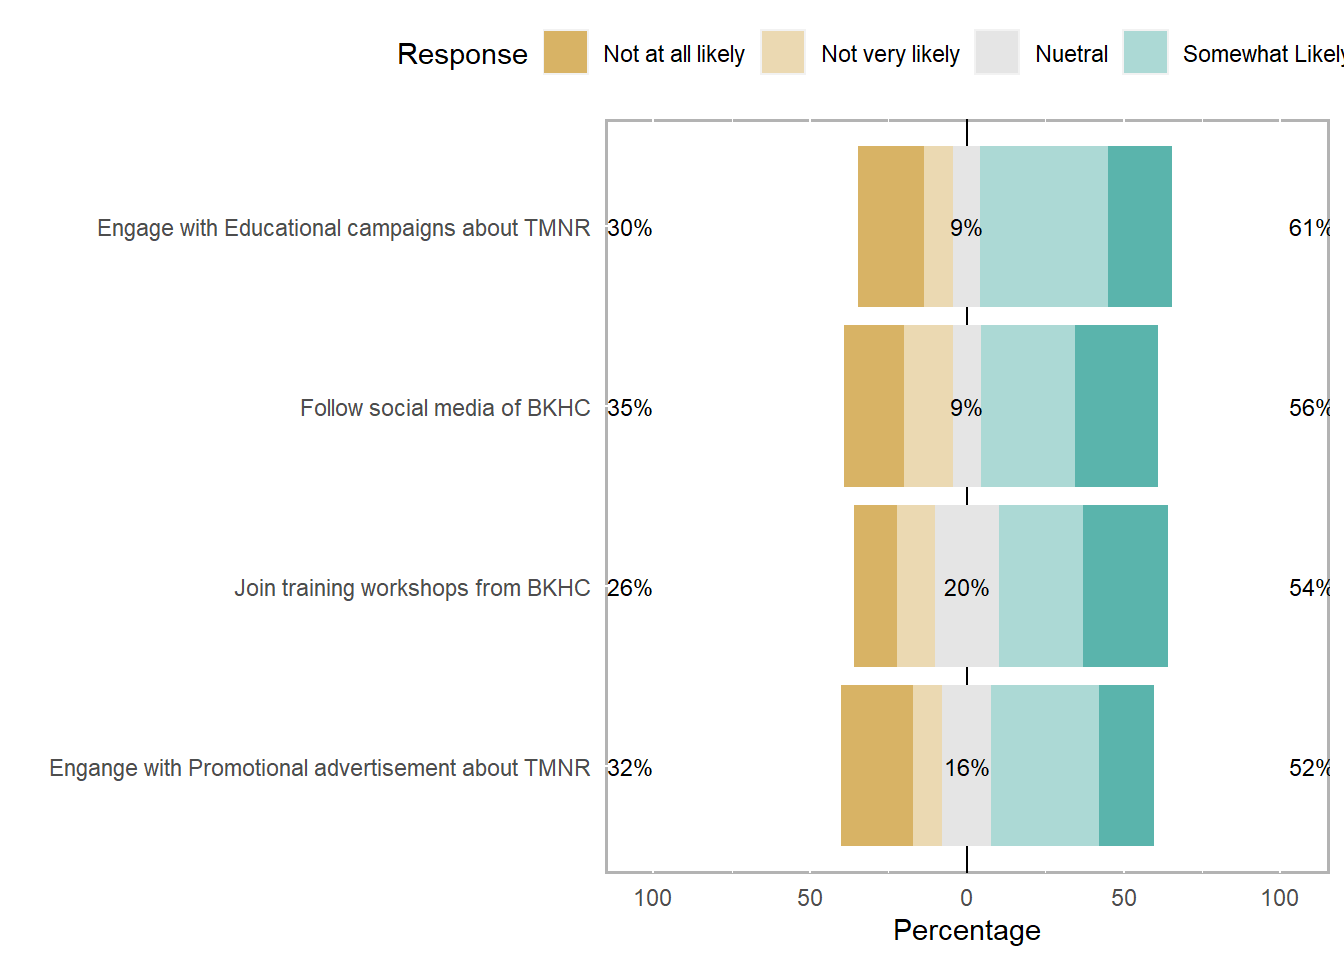 Response Not at all likely Not very likely Nuetral Somewhat Likely
Engage with Educational campaigns about TMNR 30% 9% 61%
Follow social media of BKHC 35% 9% 56%
Join training workshops from BKHC 26% 20% 54%
Engange with Promotional advertisement about TMNR 32% 16% 52%
100 50 0 50 100
Percentage